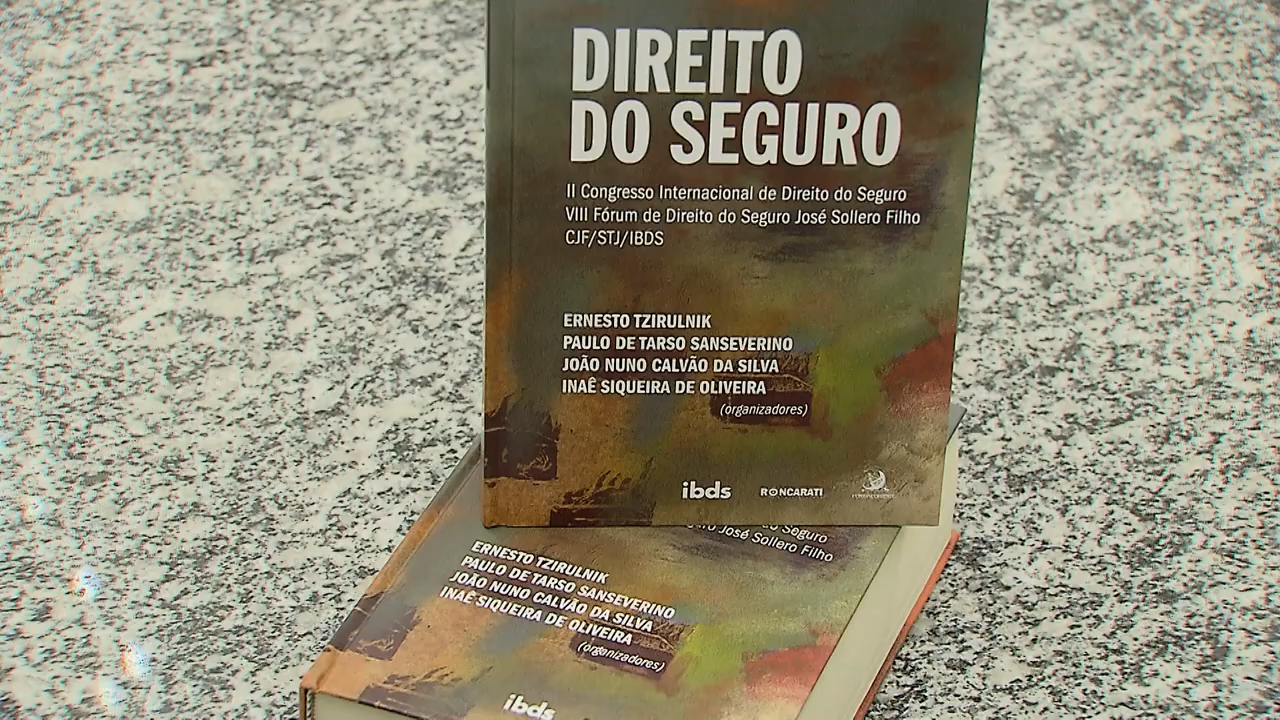 DIREITO
DO SEGURO
II Congresso Internacional de Direito do Seguro
VIII Fórum de Direito do Seguro José Sollero Filho
CJF/STJ/IBDS
ERNESTO TZIRULNIK
PAULO DE TARSO SANSEVERINO
JOÃO NUNO CALVÃO DA SILVA
INAÊ SIQUEIRA DE OLIVEIRA
(organizadores)
ibds
RONCARATI
do Seguro
José Sollero Filho
ERNESTO TZIRULNIK
PAULO DE TARSO SANSEVERINO
JOÃO NUNO CALVÃO DA SILVA
INAÊ SIQUEIRA DE OLIVEIRA
(organizadores)
ibds